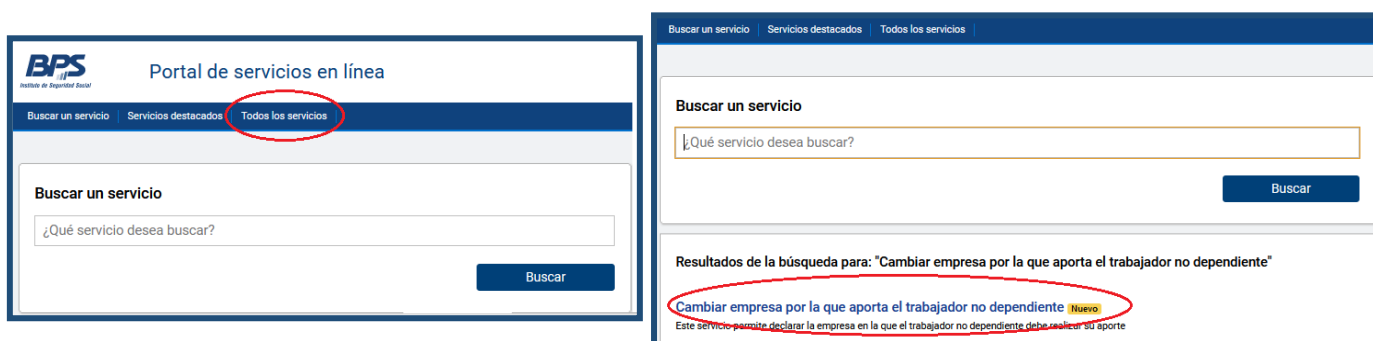 BPS
Instituto de Seguridad Social
Portal de servicios en línea
Buscar un servicio Servicios destacados Todos los servicios
Buscar un servicio
¿Qué servicio desea buscar?
Buscar
Buscar un servicio Servicios destacados Todos los servicios
Buscar un servicio
¿Qué servicio desea buscar?
Buscar
Resultados de la búsqueda para: "Cambiar empresa por la que aporta el trabajador no dependiente"
Cambiar empresa por la que aporta el trabajador no dependiente Nuevo
Este servicio permite declarar la empresa en la que el trabajador no dependiente debe realizar su aporte